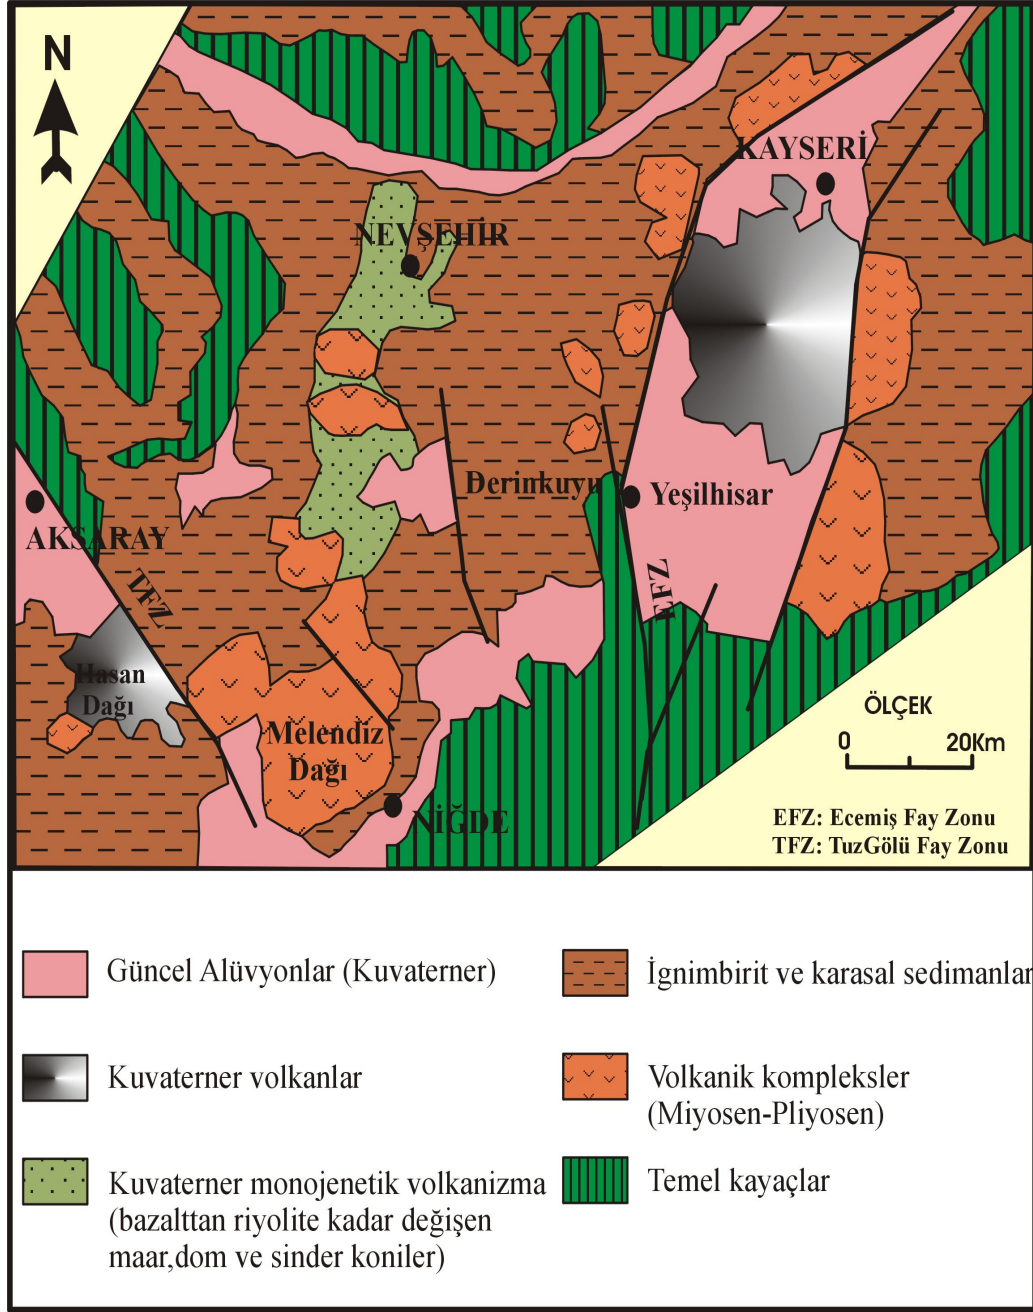 N
KAYSERİ
NEVŞEHİR
Derinkuyu
Yeşilhisar
AKSARAY
TFZ
EFZ
Hasan
Dağı
Melendiz
Dağı
NİĞDE
ÖLÇEK
0 20Km
EFZ: Ecemiş Fay Zonu
TFZ: TuzGölü Fay Zonu
Güncel Alüvyonlar (Kuvaterner)
İgnimbirit ve karasal sedimanlar
Kuvaterner volkanlar
Volkanik kompleksler
(Miyosen-Pliyosen)
Kuvaterner monojenetik volkanizma
(bazalttan riyolite kadar değişen
maar,dom ve sinder koniler)
Temel kayaçlar